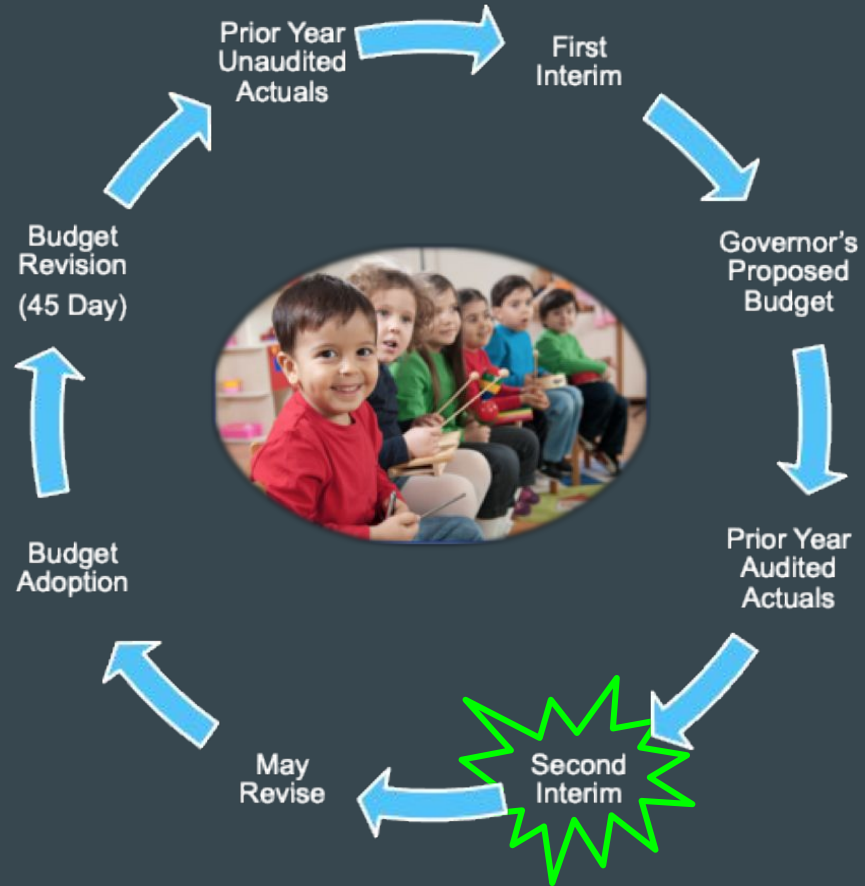 Prior Year
Unaudited
Actuals
First
Interim
Governor's
Proposed
Budget
Prior Year
Audited
Actuals
Second
Interim
May
Revise
Budget
Adoption
Budget
Revision
(45 Day)